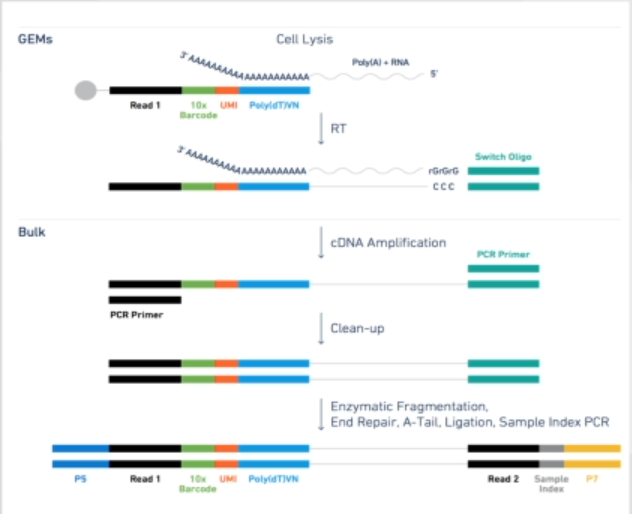 GEMs
Cell Lysis
3' AAAAAAAAAAAAAAAAAAAAA
Poly(A) + RNA
5'
Read 1
10x
Barcode
UMI
Poly(dT)VN
RT
3' AAAAAAAAAAAAAAAAAAAAA
rGrGrG
Switch Oligo
CCC
Bulk
cDNA Amplification
PCR Primer
PCR Primer
Clean-up
Enzymatic Fragmentation,
End Repair, A-Tail, Ligation, Sample Index PCR
P5
Read 1
10x
Barcode
UMI
Poly(dT)VN
Read 2
Sample
Index
P7